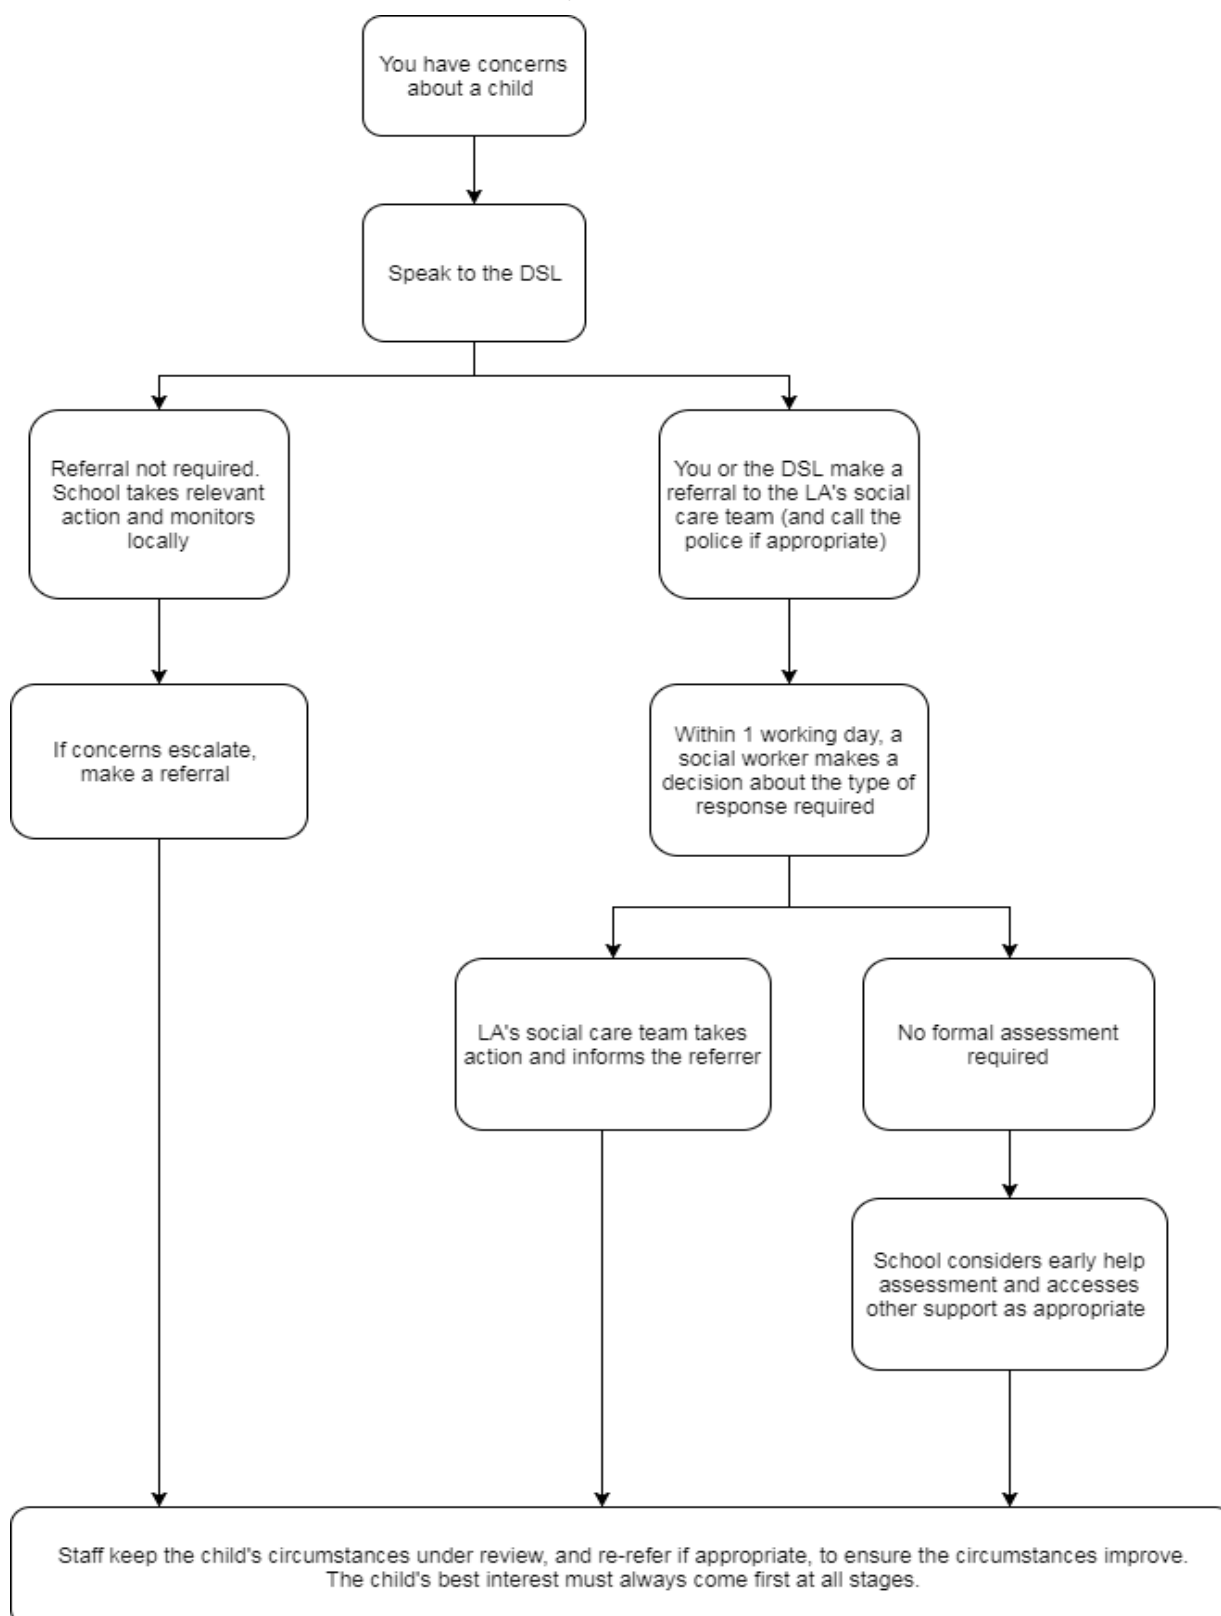 You have concerns
about a child
Speak to the DSL
Referral not required.
School takes relevant
action and monitors
locally
You or the DSL make a
referral to the LA's social
care team (and call the
police if appropriate)
If concerns escalate,
make a referral
Within 1 working day, a
social worker makes a
decision about the type of
response required
LA's social care team takes
action and informs the referrer
No formal assessment
required
School considers early help
assessment and accesses
other support as appropriate
Staff keep the child's circumstances under review, and re-refer if appropriate, to ensure the circumstances improve.
The child's best interest must always come first at all stages.